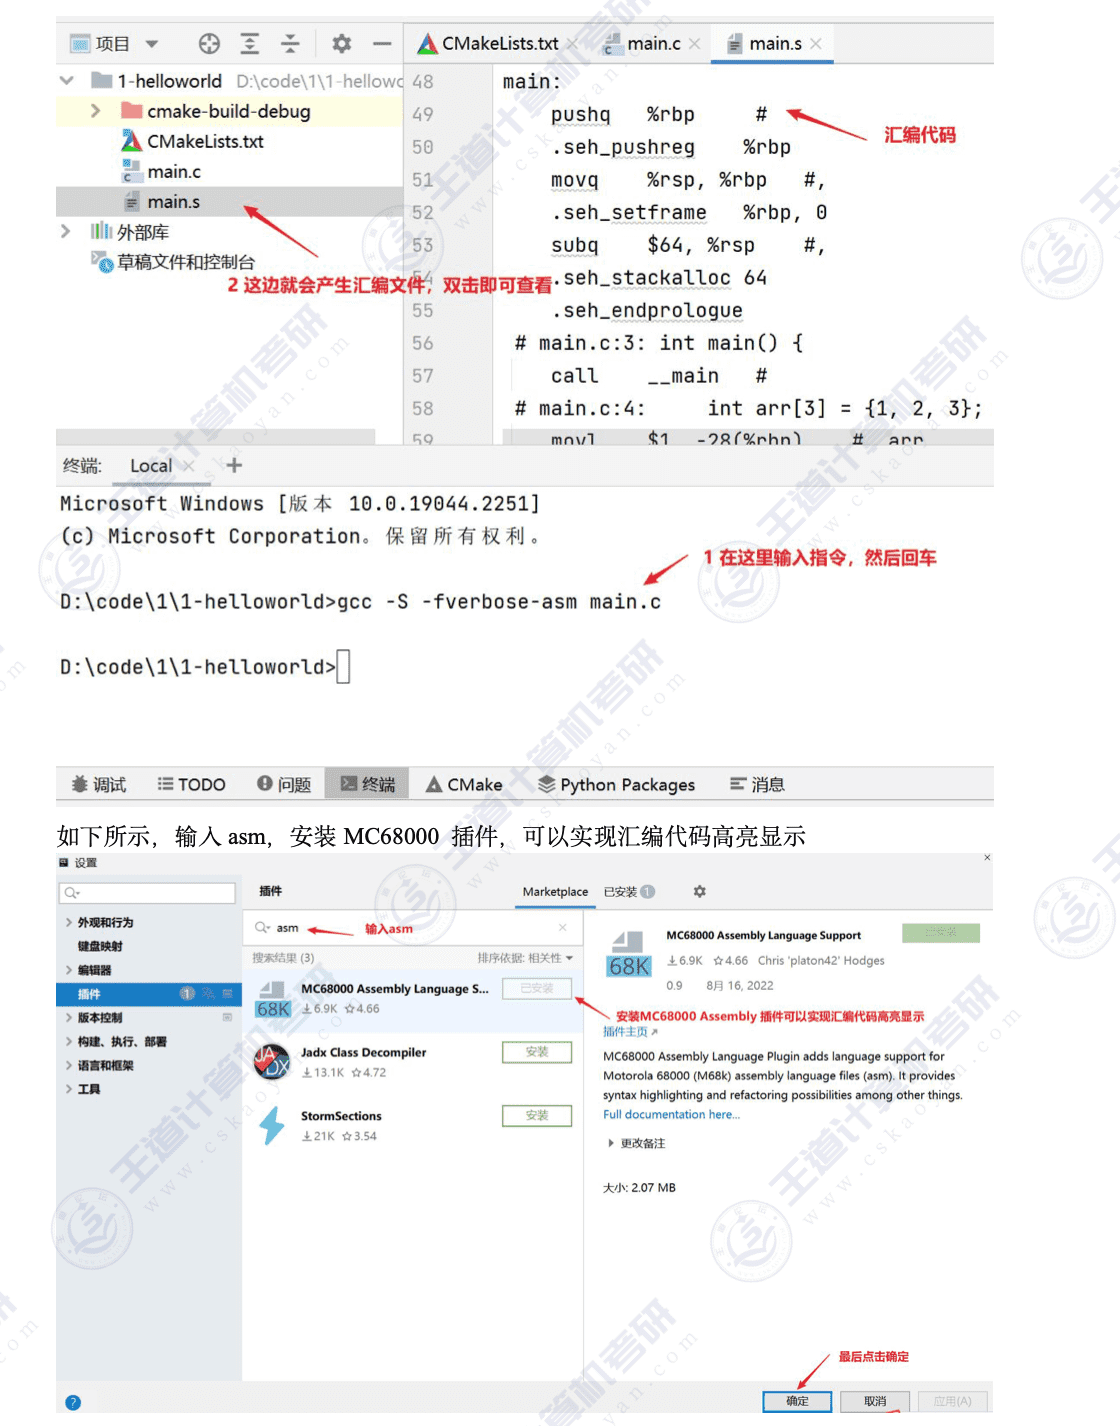 项目
CMakeLists.txt
main.c
main.s
1-helloworld D:\code\1\1-hellowc
cmake-build-debug
CMakeLists.txt
main.c
main.s
外部库
草稿文件和控制台
2 这边就会产生汇编文件，双击即可查看
48 main:
49 pushq %rbp #
汇编代码
50 .seh_pushreg %rbp
51 movq %rsp, %rbp #,
52 .seh_setframe %rbp, 0
53 subq $64, %rsp #,
54 .seh_stackalloc 64
55 .seh_endprologue
56 # main.c:3: int main() {
57 call __main #
58 # main.c:4: int arr[3] = {1, 2, 3};
59 movl $1, -28(%rbp) #, arr
终端: Local × +
Microsoft Windows [版本 10.0.19044.2251]
(c) Microsoft Corporation。保留所有权利。
1 在这里输入指令，然后回车
D:\code\1\1-helloworld>gcc -S -fverbose-asm main.c
D:\code\1\1-helloworld>
调试 TODO 问题 终端 CMake Python Packages 消息
如下所示，输入 asm，安装 MC68000 插件，可以实现汇编代码高亮显示
设置
外观和行为
键盘映射
编辑器
插件 1
版本控制
构建、执行、部署
语言和框架
工具
插件 Marketplace 已安装 1
asm
输入asm
搜索结果 (3) 排序依据: 相关性
68K
MC68000 Assembly Language S... 已安装
6.9K 4.66
JADX
Jadx Class Decompiler 安装
13.1K 4.72
StormSections 安装
21K 3.54
68K
MC68000 Assembly Language Support 已安装
6.9K 4.66 Chris 'platon42' Hodges
0.9 8月 16, 2022
安装MC68000 Assembly 插件可以实现汇编代码高亮显示
插件主页
MC68000 Assembly Language Plugin adds language support for
Motorola 68000 (M68k) assembly language files (asm). It provides
syntax highlighting and refactoring possibilities among other things.
Full documentation here...
更改备注
大小: 2.07 MB
最后点击确定
? 确定 取消 应用(A)
王道计算机考研
www.cskaoyan.com